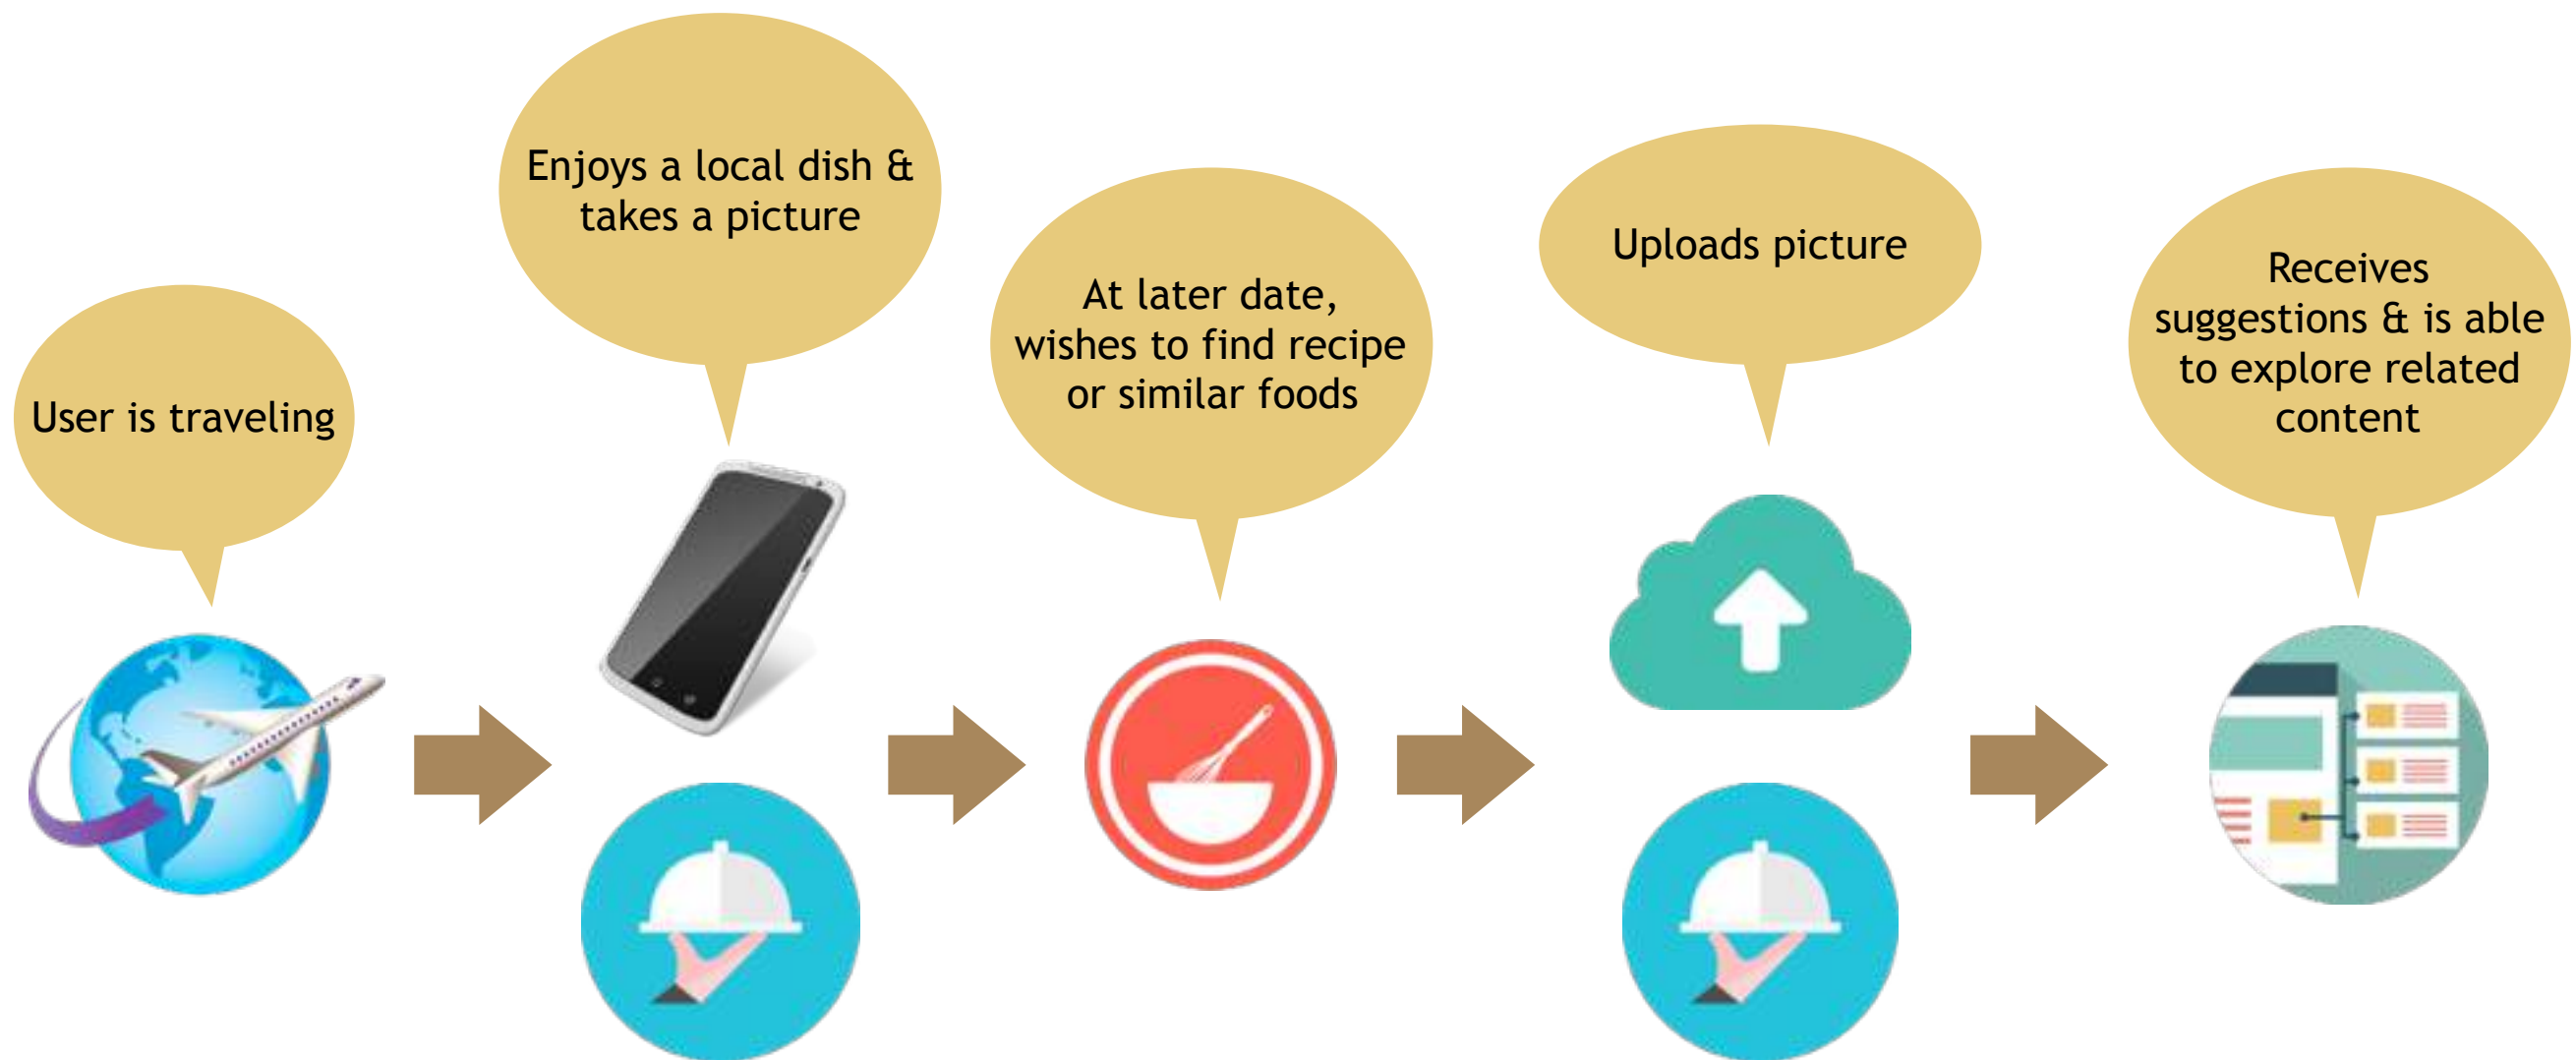 User is traveling
Enjoys a local dish &
takes a picture
At later date,
wishes to find recipe
or similar foods
Uploads picture
Receives
suggestions & is able
to explore related
content